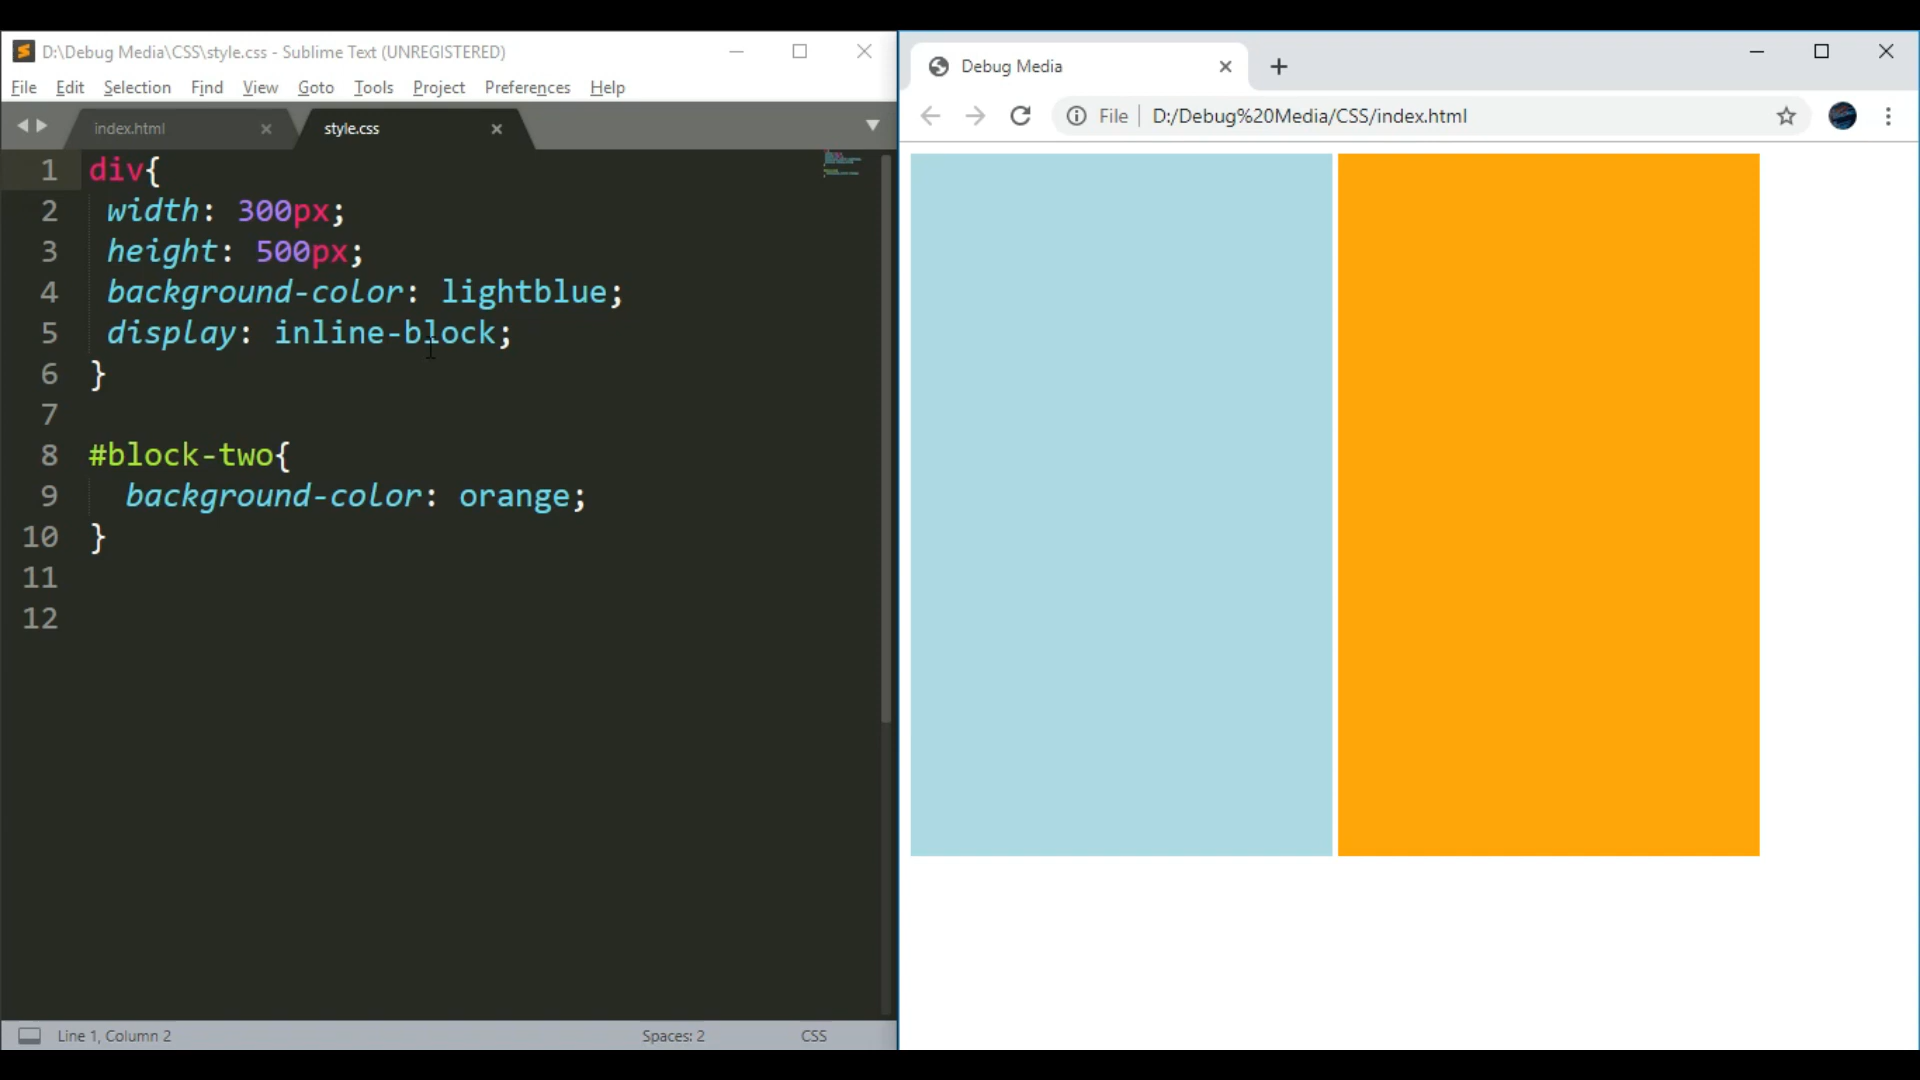 D:\Debug Media\CSS\style.css - Sublime Text (UNREGISTERED)
File Edit Selection Find View Goto Tools Project Preferences Help
index.html
style.css
1 div{
2 width: 300px;
3 height: 500px;
4 background-color: lightblue;
5 display: inline-block;
6 }
7
8 #block-two{
9 background-color: orange;
10 }
11
12
Line 1, Column 2
Spaces: 2
CSS
Debug Media
File D:/Debug%20Media/CSS/index.html